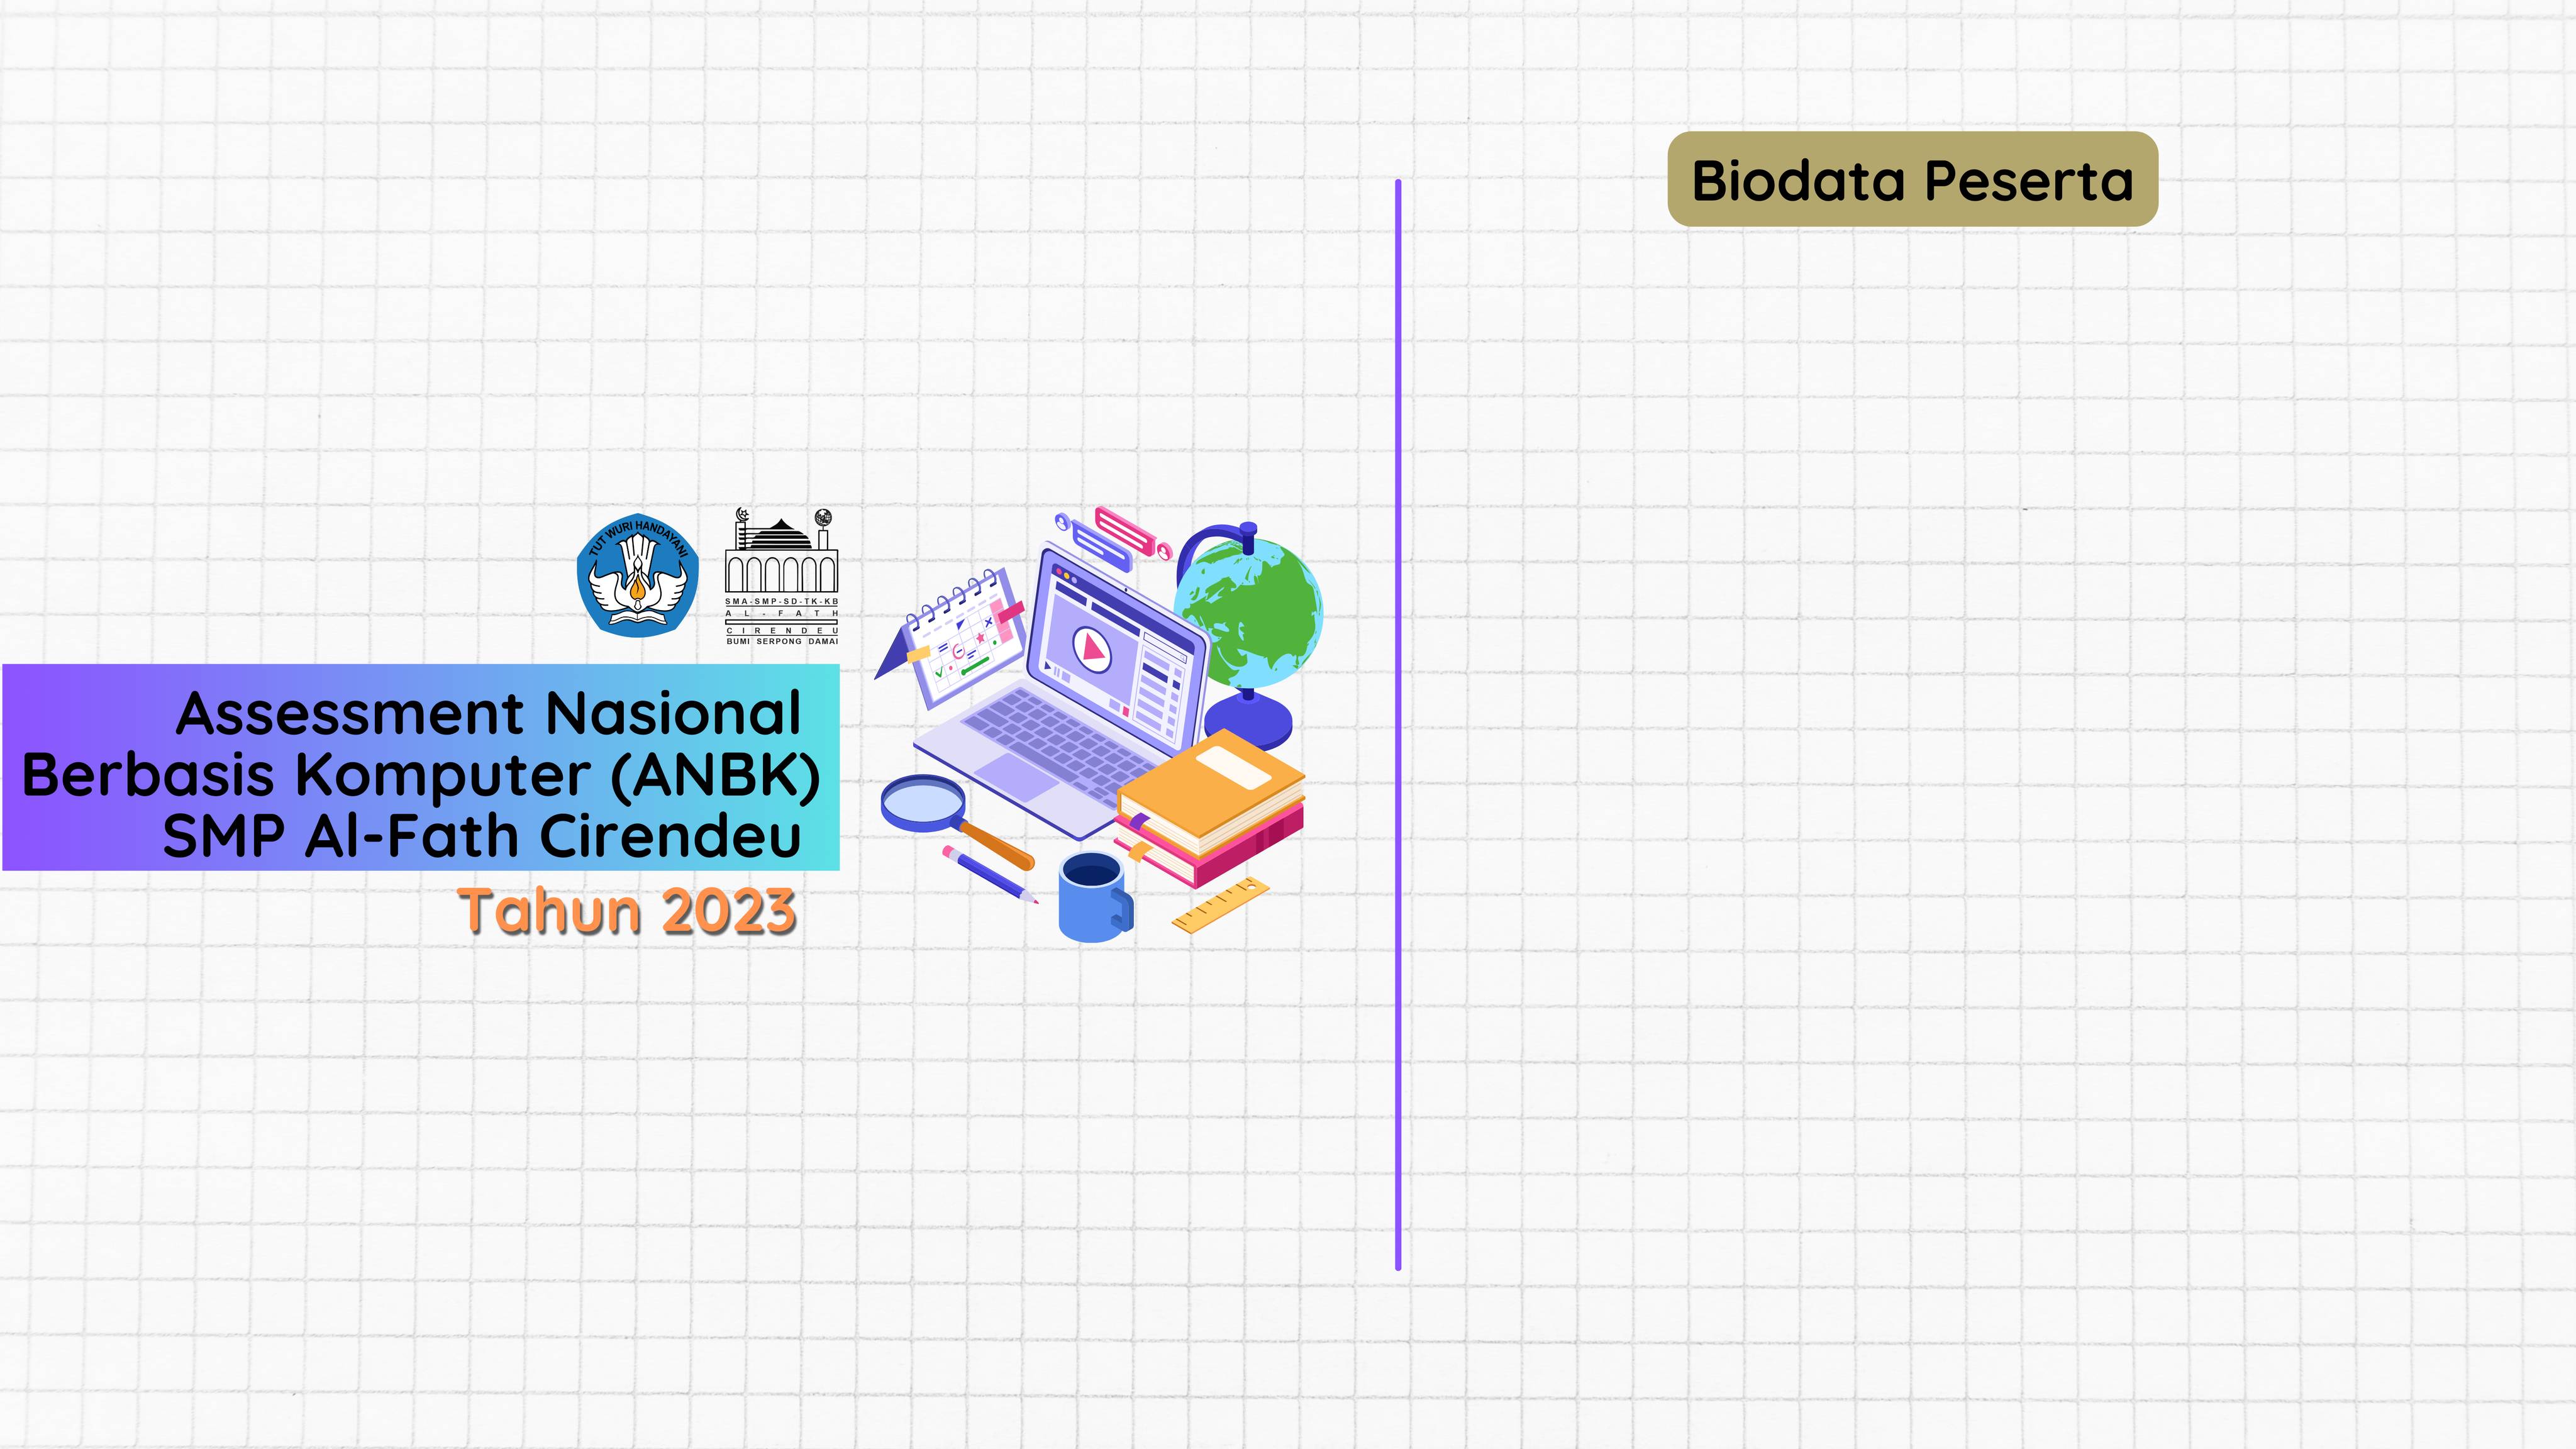 TUT WURI HANDAYANI
SMA-SMP-SD-TK-KB
AL-FATH
CIRENDEU
BUMI SERPONG DAMAI
Assessment Nasional
Berbasis Komputer (ANBK)
SMP Al-Fath Cirendeu
Tahun 2023
Biodata Peserta